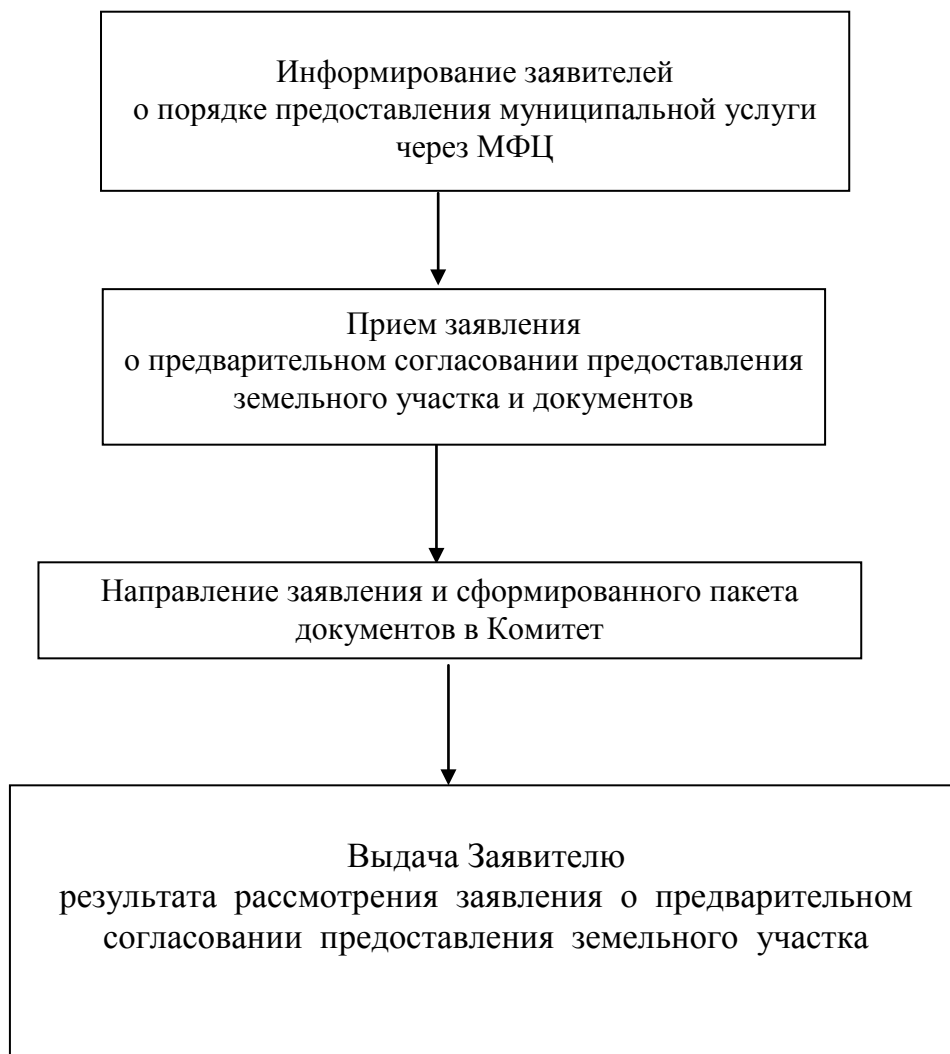 Информирование заявителей
о порядке предоставления муниципальной услуги
через МФЦ
Прием заявления
о предварительном согласовании предоставления
земельного участка и документов
Направление заявления и сформированного пакета
документов в Комитет
Выдача Заявителю
результата рассмотрения заявления о предварительном
согласовании предоставления земельного участка